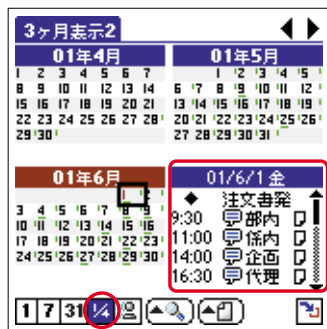 3ヶ月表示2
01年4月
1 2 3 4 5 6 7
8 9 10 11 12 13 14
15 16 17 18 19 20 21
22 23 24 25 26 27 28
29 30
01年5月
1 2 3 4 5
6 7 8 9 10 11 12
13 14 15 16 17 18 19
20 21 22 23 24 25 26
27 28 29 30 31
01年6月
1 2
3 4 5 6 7 8 9
10 11 12 13 14 15 16
17 18 19 20 21 22 23
24 25 26 27 28 29 30
01/6/1 金
◆ 注文書発
9:30 部内
11:00 係内
14:00 企画
16:30 代理
1 7 31 1/4